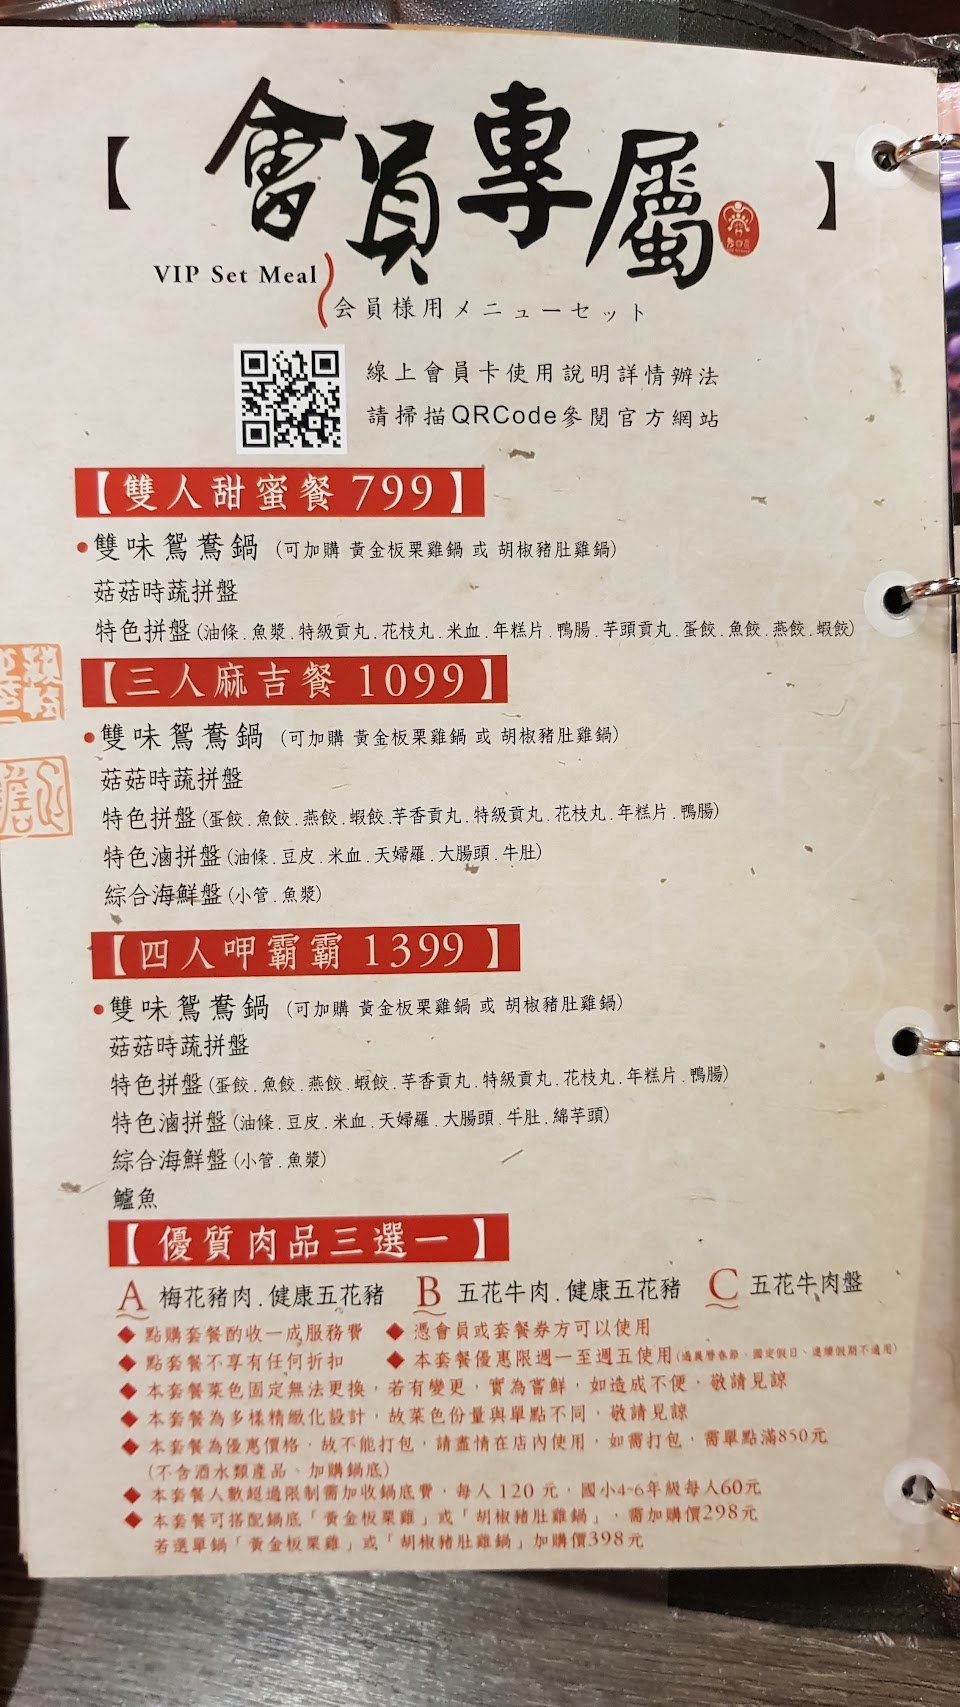 【會員專屬】
VIP Set Meal
会員様用メニューセット
線上會員卡使用說明詳情辦法
請掃描QRCode參閱官方網站
【雙人甜蜜餐 799】
•雙味鴛鴦鍋 (可加購 黃金板栗雞鍋 或 胡椒豬肚雞鍋)
菇菇時蔬拼盤
特色拼盤(油條.魚漿.特級貢丸.花枝丸.米血.年糕片.鴨腸.芋頭貢丸.蛋餃.魚餃.燕餃.蝦餃)
【三人麻吉餐 1099】
•雙味鴛鴦鍋 (可加購 黃金板栗雞鍋 或 胡椒豬肚雞鍋)
菇菇時蔬拼盤
特色拼盤(蛋餃.魚餃.燕餃.蝦餃.芋香貢丸.特級貢丸.花枝丸.年糕片.鴨腸)
特色滷拼盤(油條.豆皮.米血.天婦羅.大腸頭.牛肚)
綜合海鮮盤(小管.魚漿)
【四人呷霸霸 1399】
•雙味鴛鴦鍋 (可加購 黃金板栗雞鍋 或 胡椒豬肚雞鍋)
菇菇時蔬拼盤
特色拼盤(蛋餃.魚餃.燕餃.蝦餃.芋香貢丸.特級貢丸.花枝丸.年糕片.鴨腸)
特色滷拼盤(油條.豆皮.米血.天婦羅.大腸頭.牛肚.綿芋頭)
綜合海鮮盤(小管.魚漿)
鱸魚
【優質肉品三選一】
A 梅花豬肉.健康五花豬 B 五花牛肉.健康五花豬 C 五花牛肉盤
◆ 點購套餐酌收一成服務費 ◆ 憑會員或套餐券方可以使用
◆ 點套餐不享有任何折扣 ◆ 本套餐優惠限週一至週五使用(遇農曆春節、國定假日、連續假期不適用)
◆ 本套餐菜色固定無法更換，若有變更，實為嘗鮮，如造成不便，敬請見諒
◆ 本套餐為多樣精緻化設計，故菜色份量與單點不同，敬請見諒
◆ 本套餐為優惠價格，故不能打包，請盡情在店內使用，如需打包，需單點滿850元
(不含酒水類產品、加購鍋底)
◆ 本套餐人數超過限制需加收鍋底費，每人 120 元，國小4-6年級每人60元
◆ 本套餐可搭配鍋底「黃金板栗雞」或「胡椒豬肚雞鍋」，需加購價298元
若選單鍋「黃金板栗雞」或「胡椒豬肚雞鍋」加購價398元